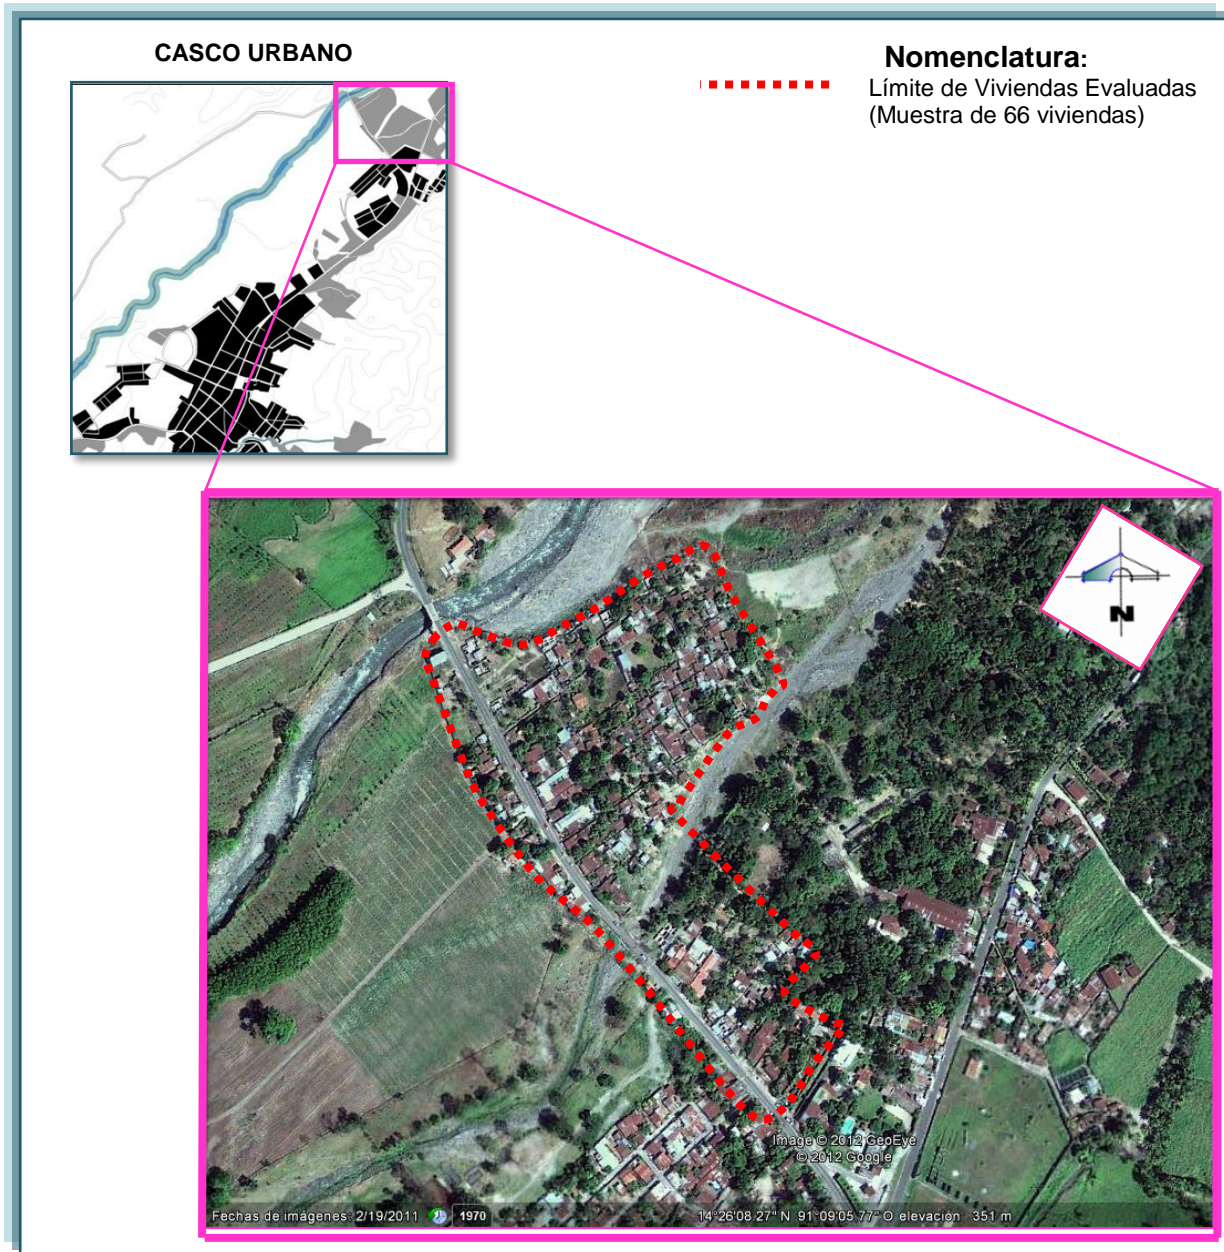 CASCO URBANO
Nomenclatura:
Límite de Viviendas Evaluadas
(Muestra de 66 viviendas)
N
Image © 2012 GeoEye
© 2012 Google
Fechas de imágenes: 2/19/2011
1970
14°26'08.27" N 91°09'05.77" O elevación 351 m